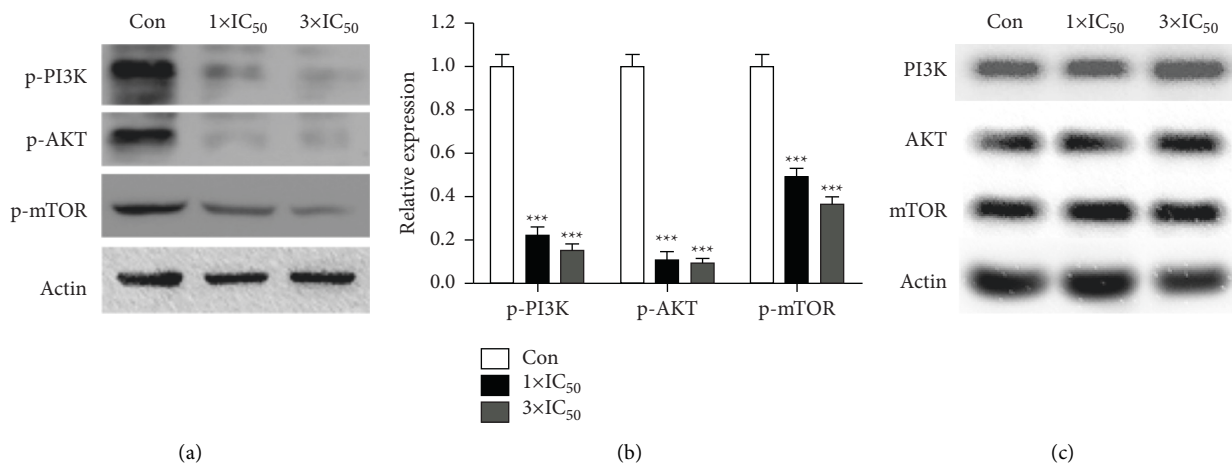 Con 1×IC50 3×IC50
p-PI3K
p-AKT
p-mTOR
Actin
(a)
Relative expression
1.2
1.0
0.8
0.6
0.4
0.2
0.0
*** ***
*** ***
*** ***
p-PI3K p-AKT p-mTOR
Con
1×IC50
3×IC50
(b)
Con 1×IC50 3×IC50
PI3K
AKT
mTOR
Actin
(c)